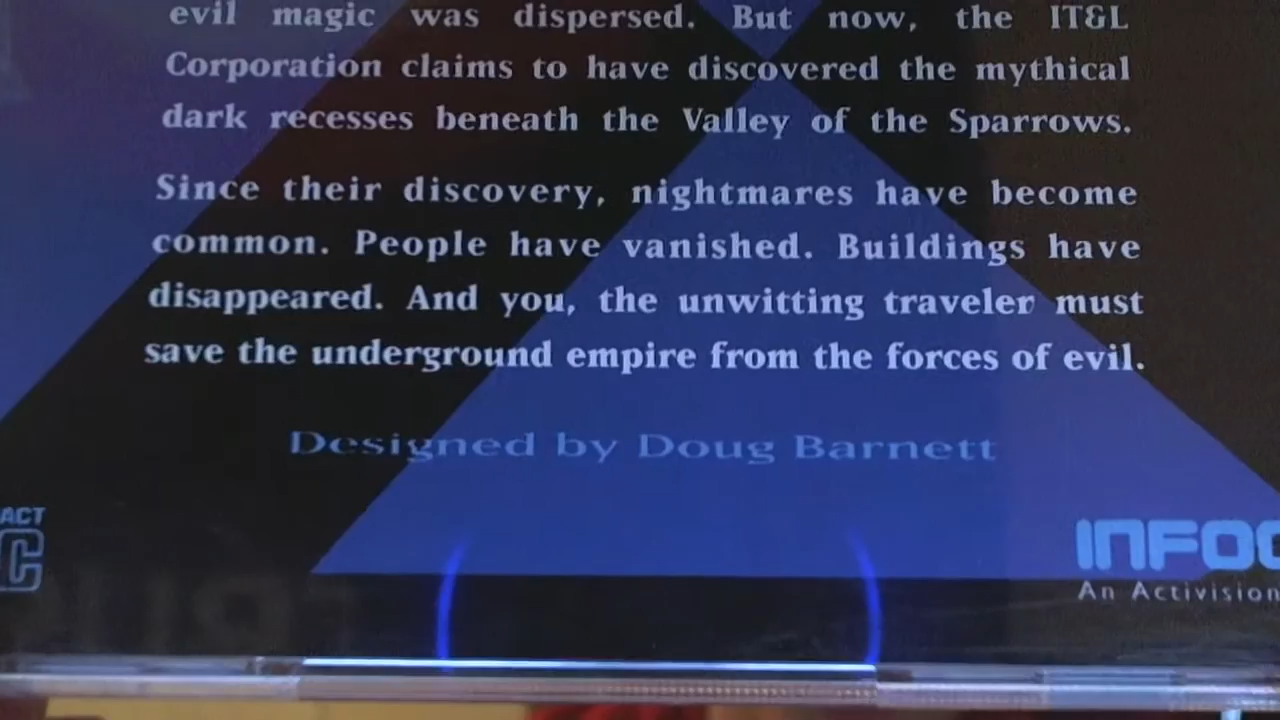 evil magic was dispersed. But now, the IT&L
Corporation claims to have discovered the mythical
dark recesses beneath the Valley of the Sparrows.
Since their discovery, nightmares have become
common. People have vanished. Buildings have
disappeared. And you, the unwitting traveler must
save the underground empire from the forces of evil.
Designed by Doug Barnett
ACT
C
INFOC
An Activision